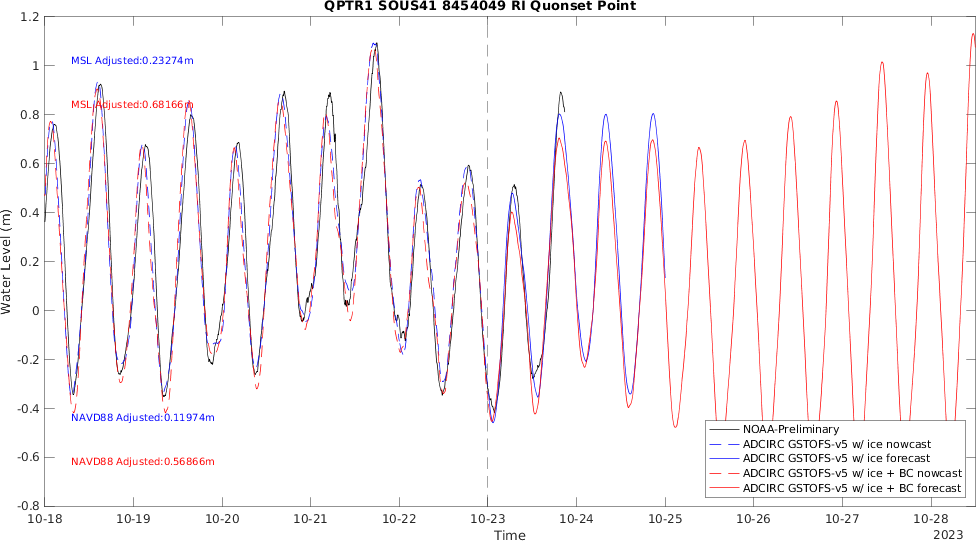 QPTR1 SOUS41 8454049 RI Quonset Point
1.2
1
0.8
0.6
0.4
0.2
0
-0.2
-0.4
-0.6
-0.8
Water Level (m)
MSL Adjusted:0.23274m
MSL Adjusted:0.68166m
NAVD88 Adjusted:0.11974m
NAVD88 Adjusted:0.56866m
NOAA-Preliminary
ADCIRC GSTOFS-v5 w/ ice nowcast
ADCIRC GSTOFS-v5 w/ ice forecast
ADCIRC GSTOFS-v5 w/ ice + BC nowcast
ADCIRC GSTOFS-v5 w/ ice + BC forecast
10-18 10-19 10-20 10-21 10-22 10-23 10-24 10-25 10-26 10-27 10-28
Time
2023